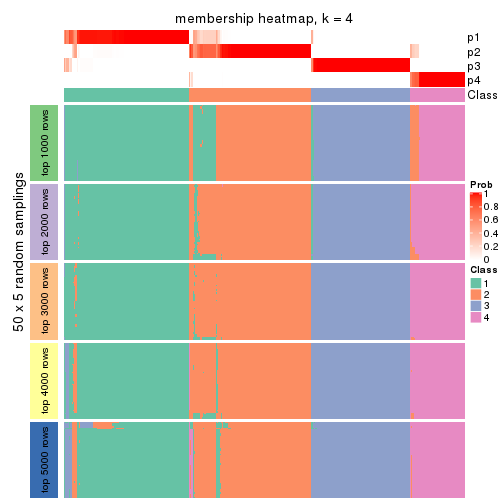 membership heatmap, k = 4
p1
p2
p3
p4
Class
50 x 5 random samplings
top 1000 rows
top 2000 rows
top 3000 rows
top 4000 rows
top 5000 rows
Prob
1
0.8
0.6
0.4
0.2
0
Class
1
2
3
4